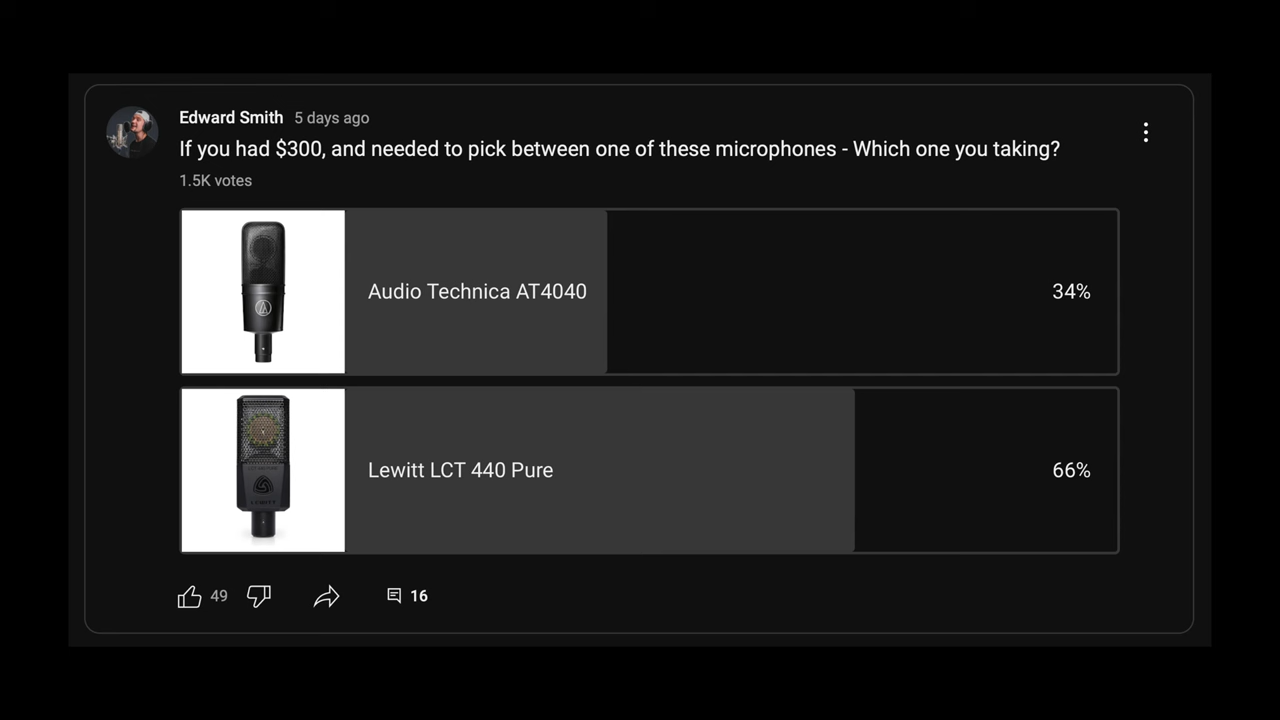 Edward Smith 5 days ago
If you had $300, and needed to pick between one of these microphones - Which one you taking?
1.5K votes
Audio Technica AT4040 34%
LEWITT
Lewitt LCT 440 Pure 66%
49 16